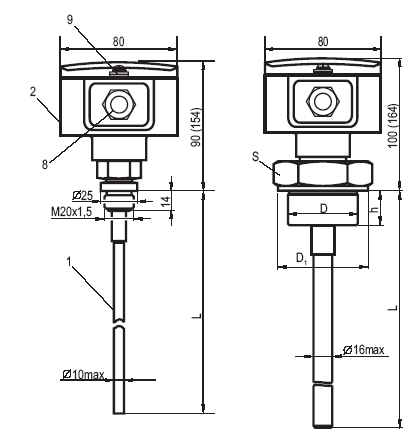 9
80
80
2
8
90 (154)
100 (164)
S
Ø25
M20x1,5
14
D
h
D1
1
L
L
Ø10max
Ø16max